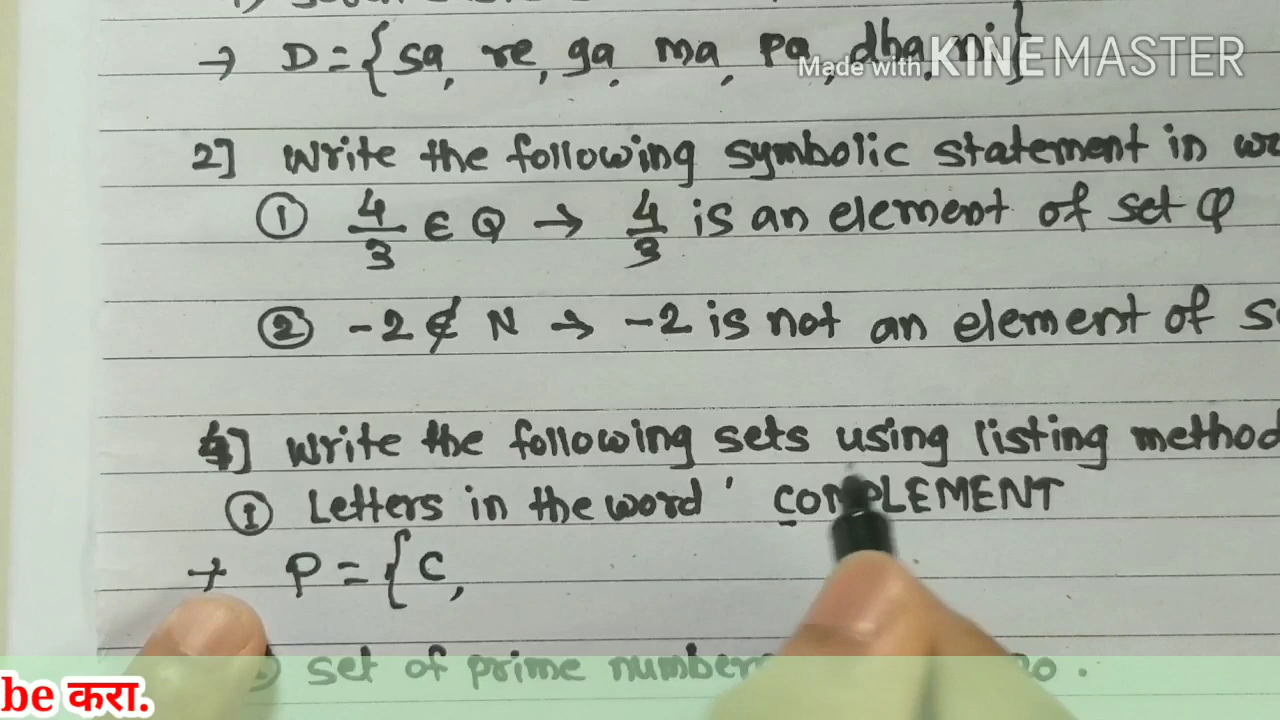 → D = { sa, re, ga, ma, pa, dha, ni }
Made with KINEMASTER
2] Write the following symbolic statement in
① 4/3 ∈ Q → 4/3 is an element of set Q
② -2 ∉ N → -2 is not an element of
4] Write the following sets using listing method
① Letters in the word ' COMPLEMENT
→ P = { C,
set of prime number
be करा.